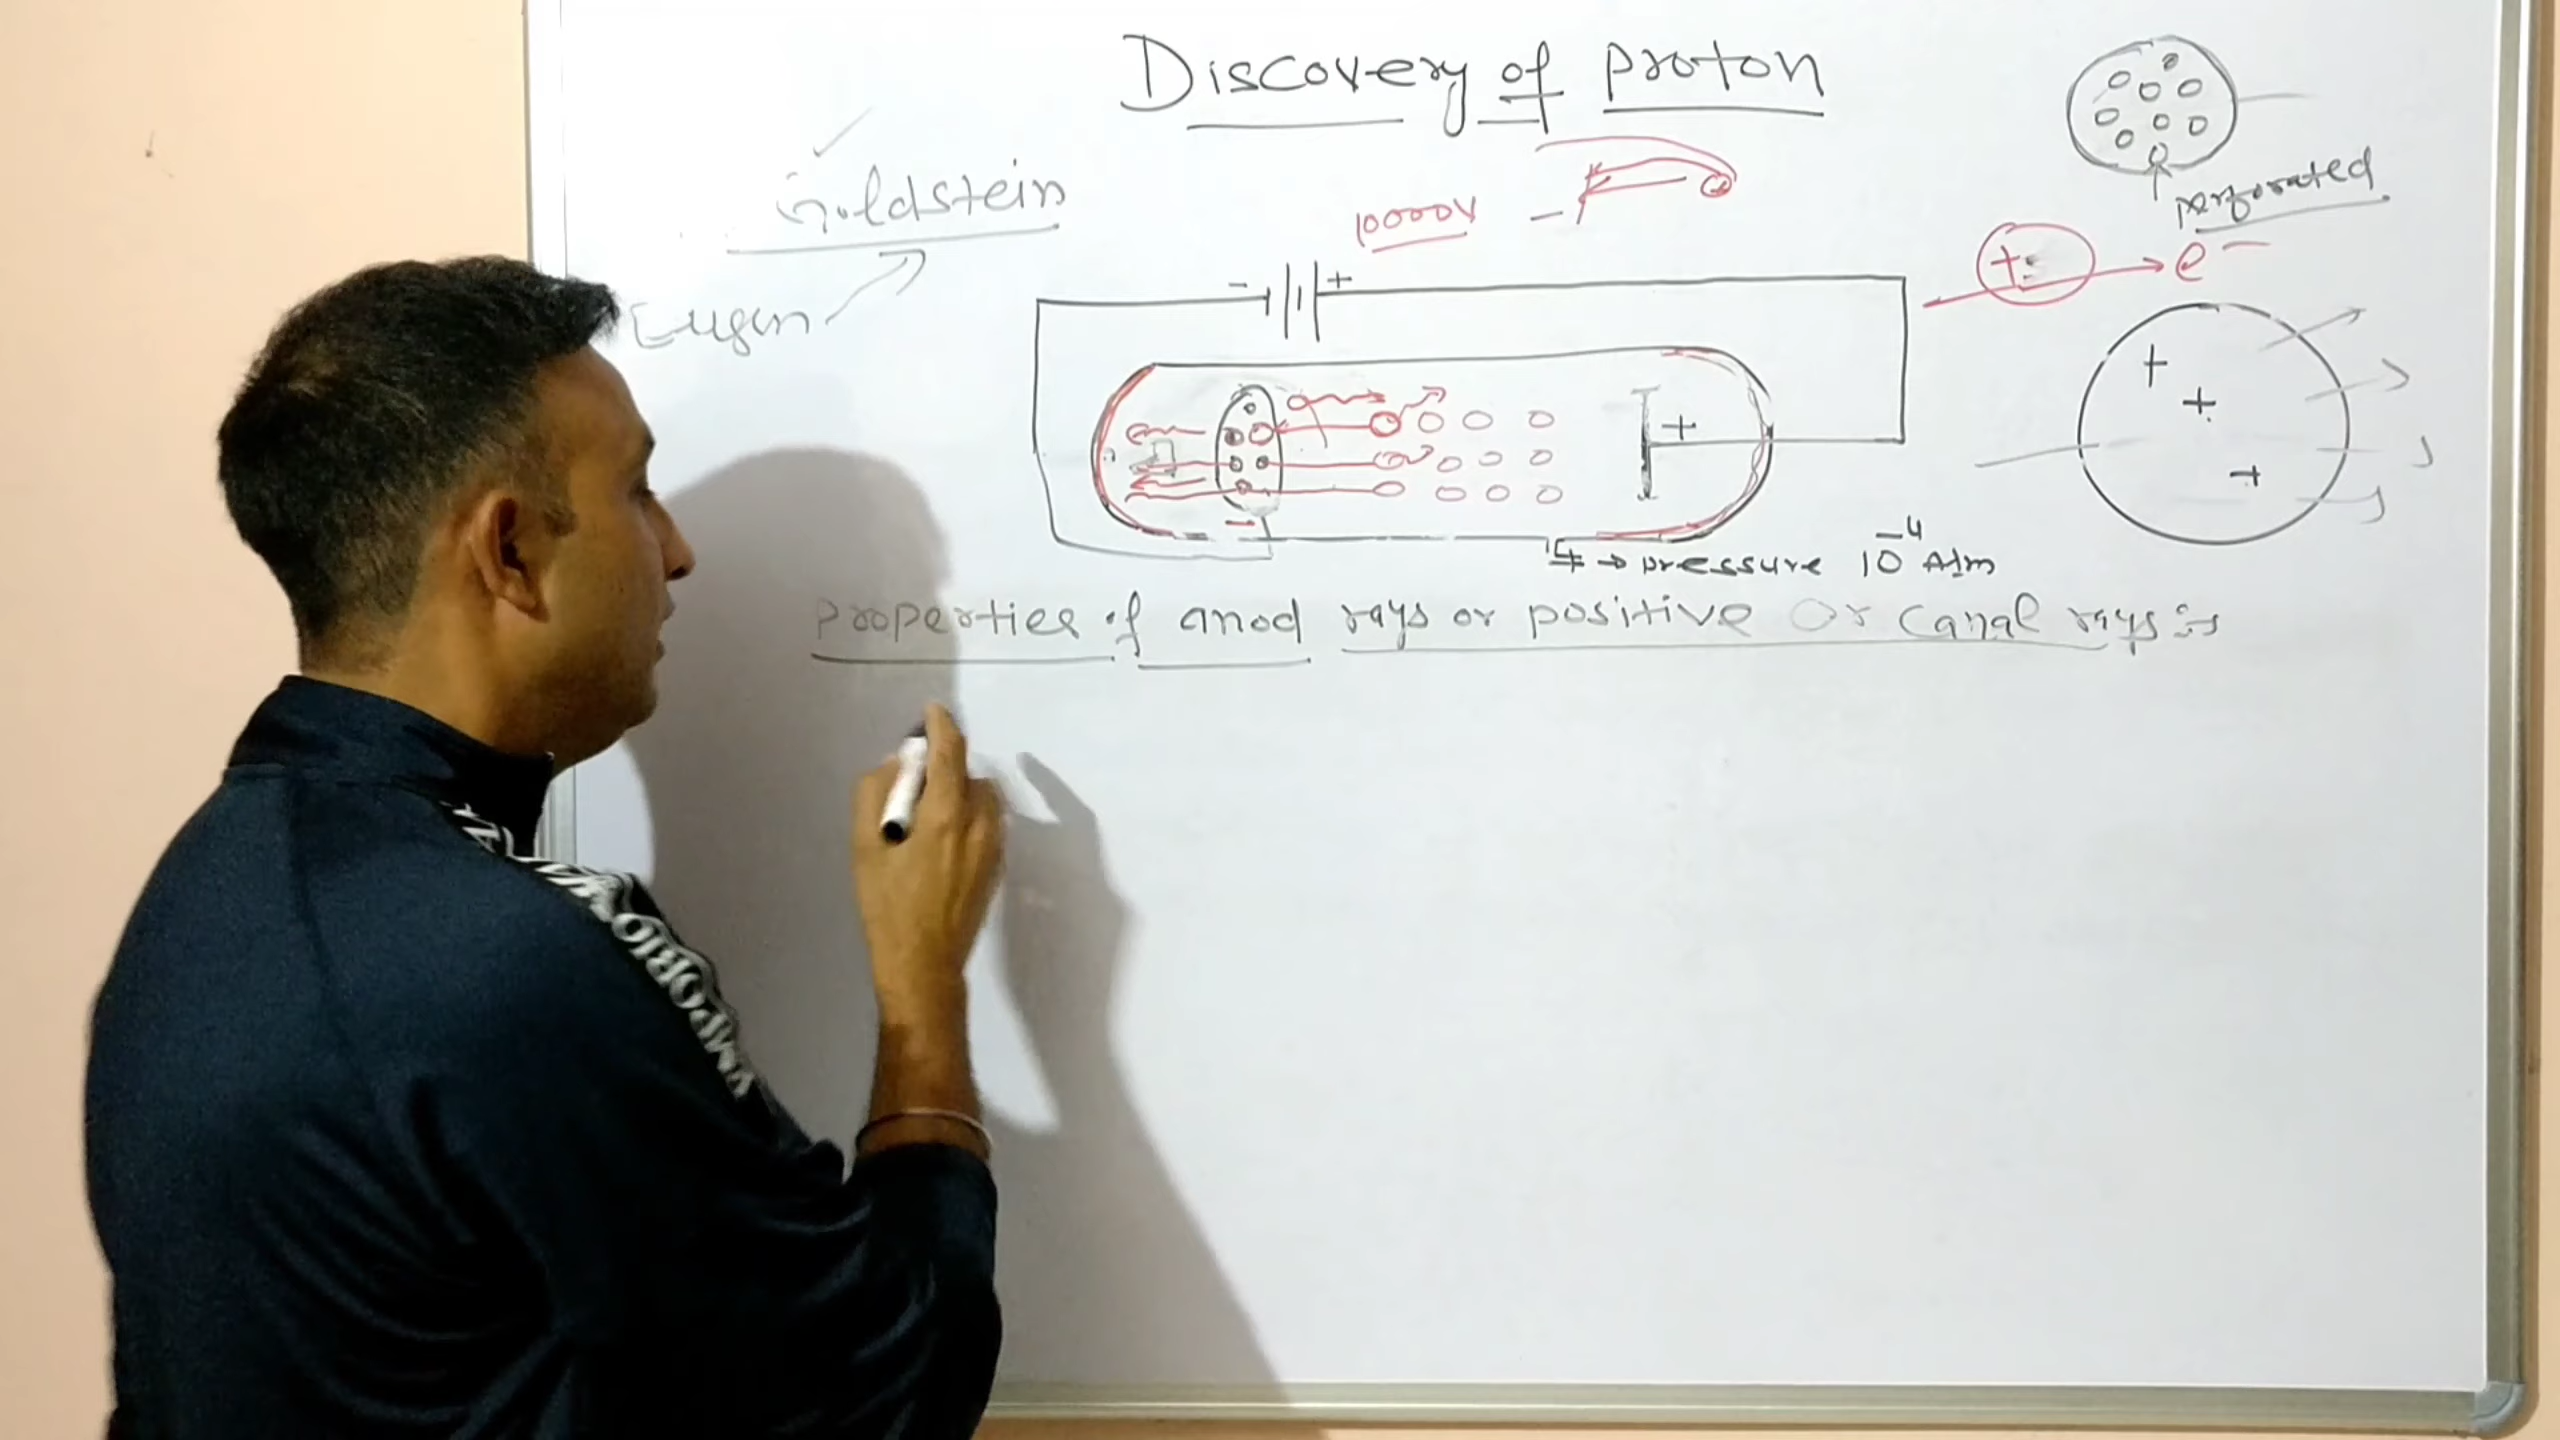 Discovery of proton
Goldstein
Eugen
10000V
perforated
e⁻
- +
+
-
+
+
+
+
→ pressure 10⁻⁴ Atm
Properties of anod rays or positive Or canal rays :→